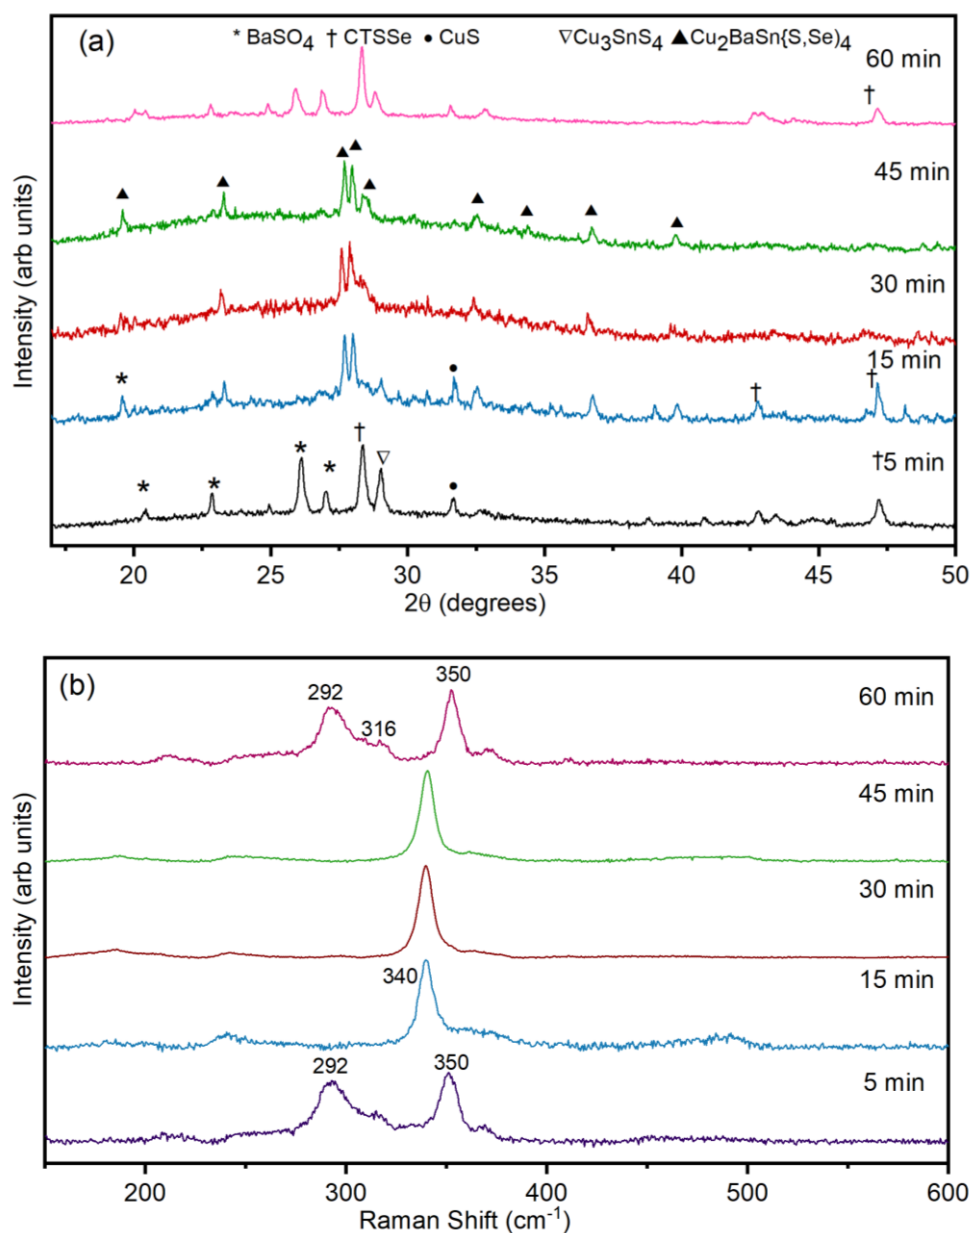 (a) * BaSO4 † CTSSe • CuS ▽Cu3SnS4 ▲Cu2BaSn{S,Se)4
60 min
†
45 min
30 min
15 min
†
†
*
•
†5 min
†
▽
*
*
*
*
•
Intensity (arb units)
20 25 30 35 40 45 50
2θ (degrees)
(b)
350
292
316
60 min
45 min
30 min
340
15 min
292
350
5 min
Intensity (arb units)
200 300 400 500 600
Raman Shift (cm-1)